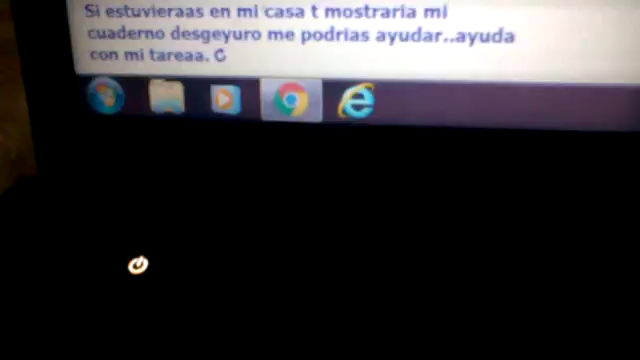 Si estuvieraas en mi casa t mostraria mi
cuaderno desgeyuro me podrias ayudar..ayuda
con mi tareaa.